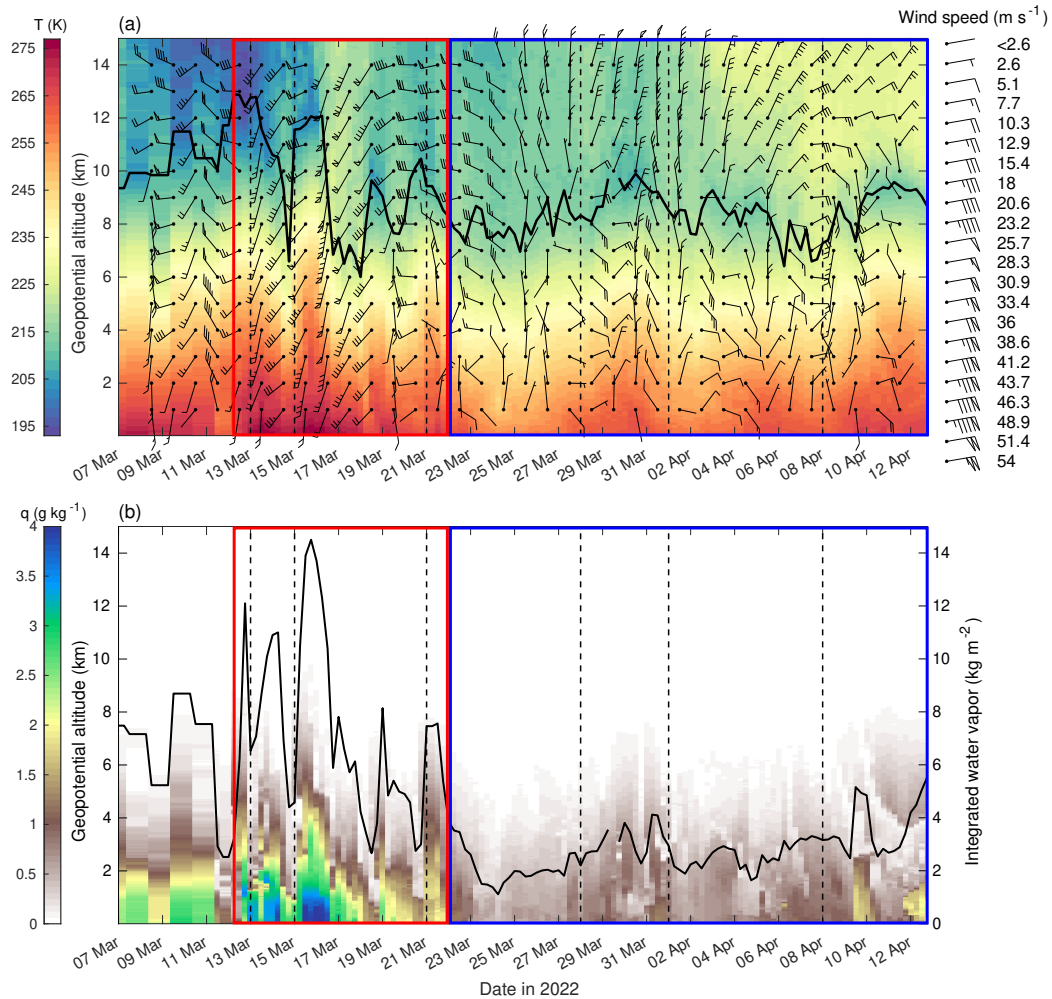 T (K)
(a)
Wind speed (m s⁻¹)
275
265
255
245
235
225
215
205
195
Geopotential altitude (km)
14
12
10
8
6
4
2
<2.6
2.6
5.1
7.7
10.3
12.9
15.4
18
20.6
23.2
25.7
28.3
30.9
33.4
36
38.6
41.2
43.7
46.3
48.9
51.4
54
07 Mar
09 Mar
11 Mar
13 Mar
15 Mar
17 Mar
19 Mar
21 Mar
23 Mar
25 Mar
27 Mar
29 Mar
31 Mar
02 Apr
04 Apr
06 Apr
08 Apr
10 Apr
12 Apr
q (g kg⁻¹)
(b)
4
3.5
3
2.5
2
1.5
1
0.5
0
Geopotential altitude (km)
14
12
10
8
6
4
2
14
12
10
8
6
4
2
0
Integrated water vapor (kg m⁻²)
07 Mar
09 Mar
11 Mar
13 Mar
15 Mar
17 Mar
19 Mar
21 Mar
23 Mar
25 Mar
27 Mar
29 Mar
31 Mar
02 Apr
04 Apr
06 Apr
08 Apr
10 Apr
12 Apr
Date in 2022